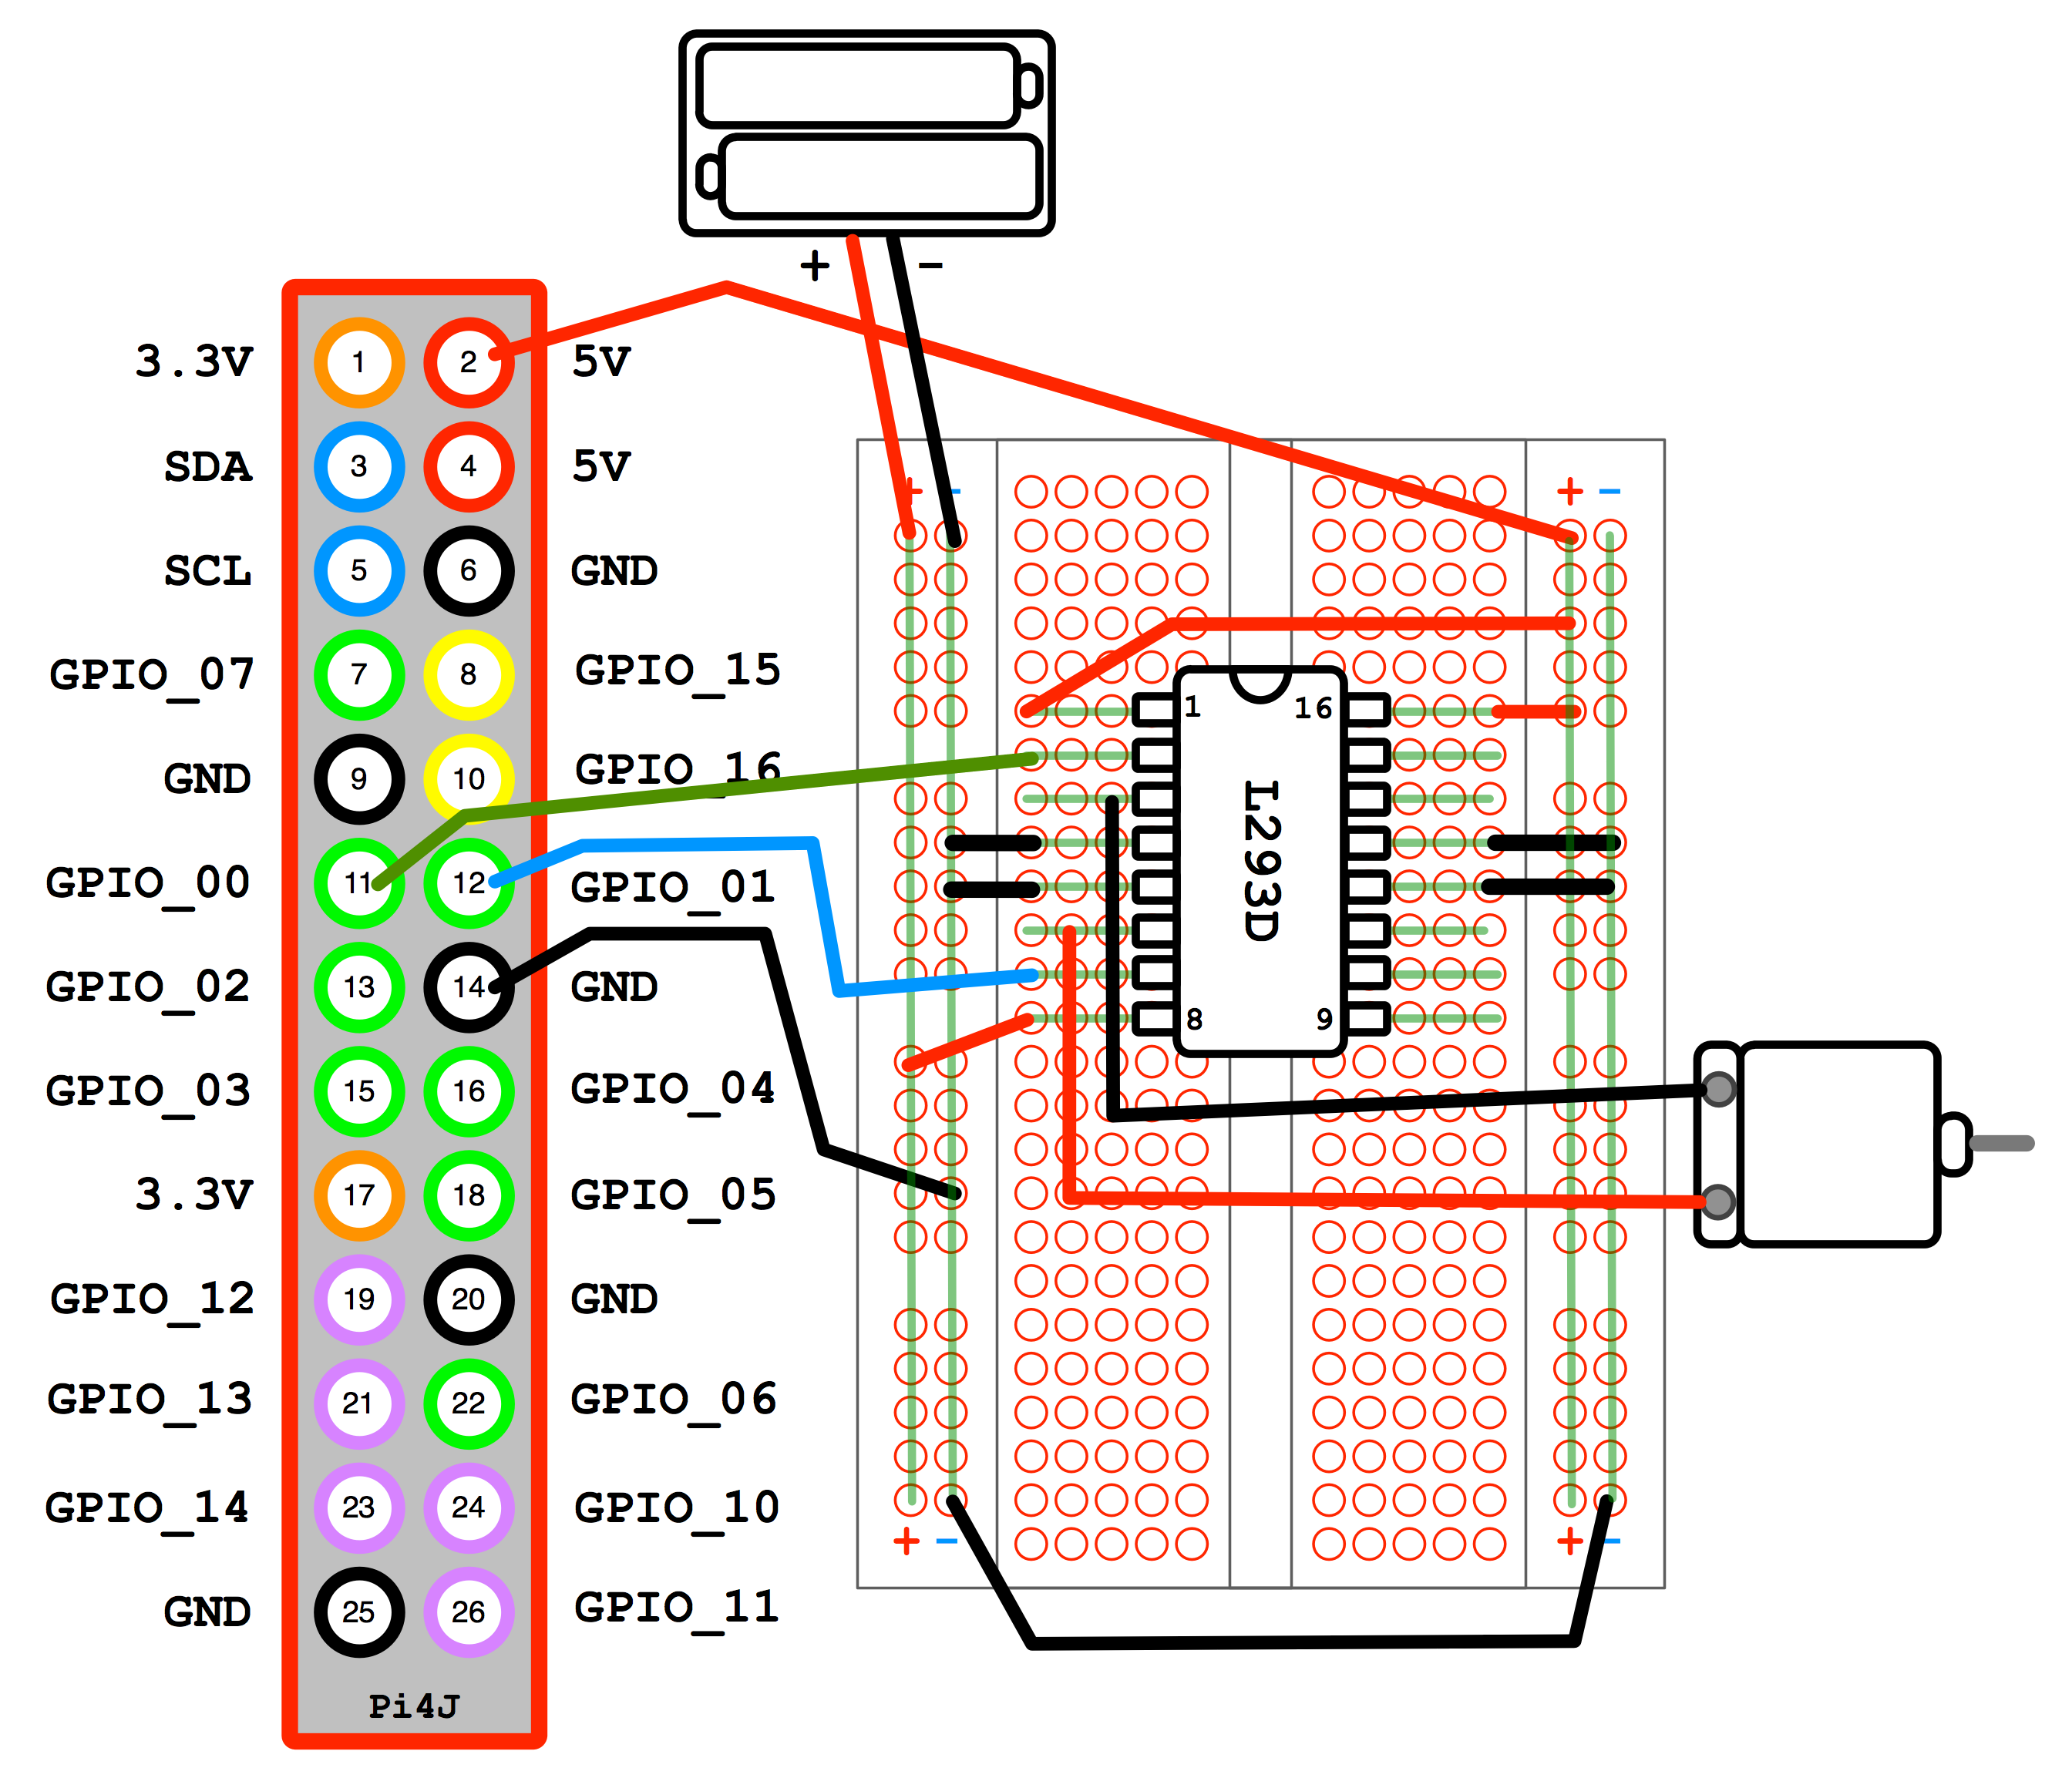 + -
3.3V 1 2 5V
+ - + -
SDA 3 4 5V
SCL 5 6 GND
GPIO_07 7 8 GPIO_15
1 16
GND 9 10 GPIO_16
L293D
GPIO_00 11 12 GPIO_01
GPIO_02 13 14 GND
8 9
GPIO_03 15 16 GPIO_04
3.3V 17 18 GPIO_05
GPIO_12 19 20 GND
GPIO_13 21 22 GPIO_06
GPIO_14 23 24 GPIO_10
+ - + -
GND 25 26 GPIO_11
Pi4J